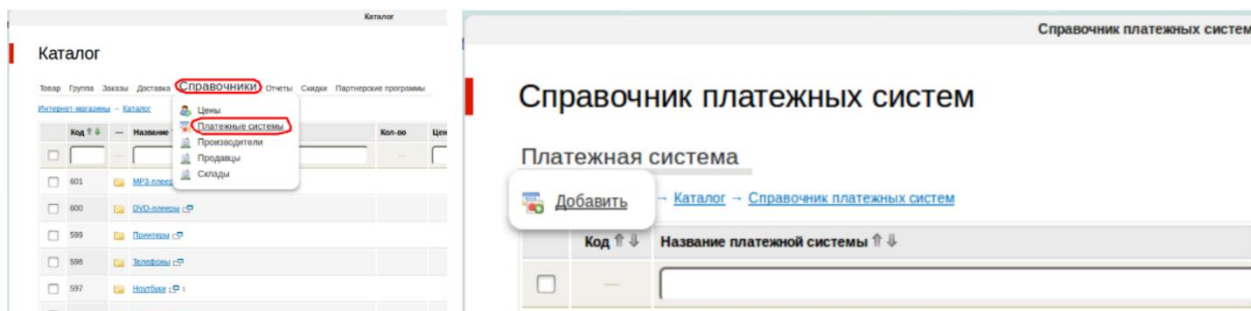 Каталог
Каталог
Товар Группа Заказы Доставка Справочники Отчеты Скидки Партнерские программы
Интернет-магазины → Каталог
Цены
Платежные системы
Производители
Продавцы
Склады
Код ⇑ ⇓ — Название Кол-во
—
601 MP3-плеер
600 DVD-плееры
599 Принтеры
598 Телефоны
597 Ноутбуки 1
Справочник платежных систем
Справочник платежных систем
Платежная система
Добавить
→ Каталог → Справочник платежных систем
Код ⇑ ⇓ Название платежной системы ⇑ ⇓
—